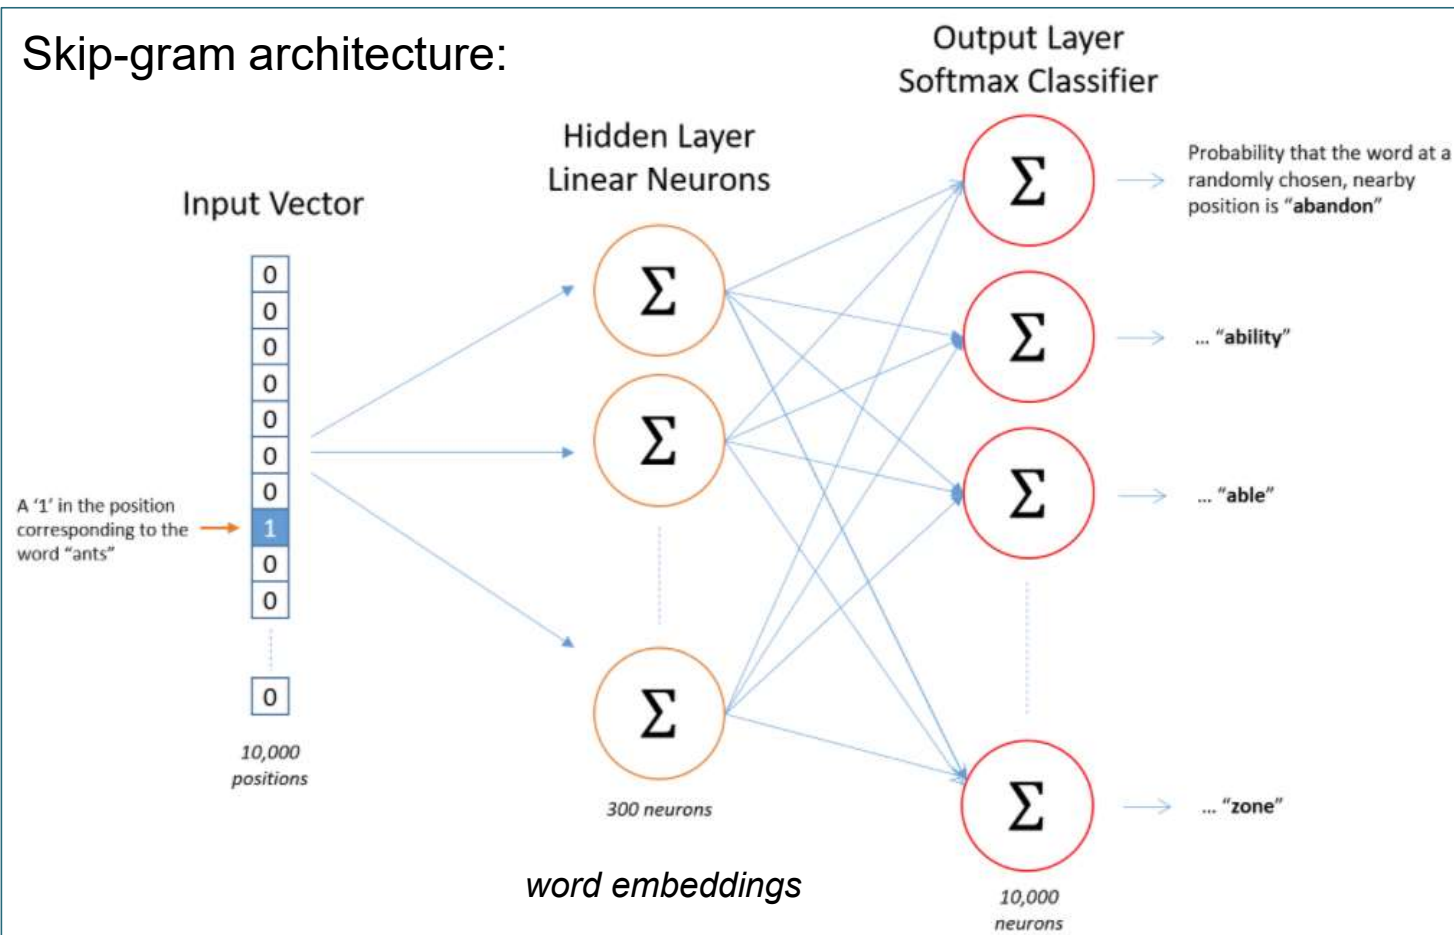 Skip-gram architecture:
Output Layer
Softmax Classifier
Hidden Layer
Linear Neurons
Input Vector
0
0
0
0
0
0
0
1
0
0
0
A ‘1’ in the position
corresponding to the
word “ants”
10,000
positions
Σ
Σ
Σ
300 neurons
word embeddings
Σ
Σ
Σ
Σ
10,000
neurons
Probability that the word at a
randomly chosen, nearby
position is “abandon”
... “ability”
... “able”
... “zone”